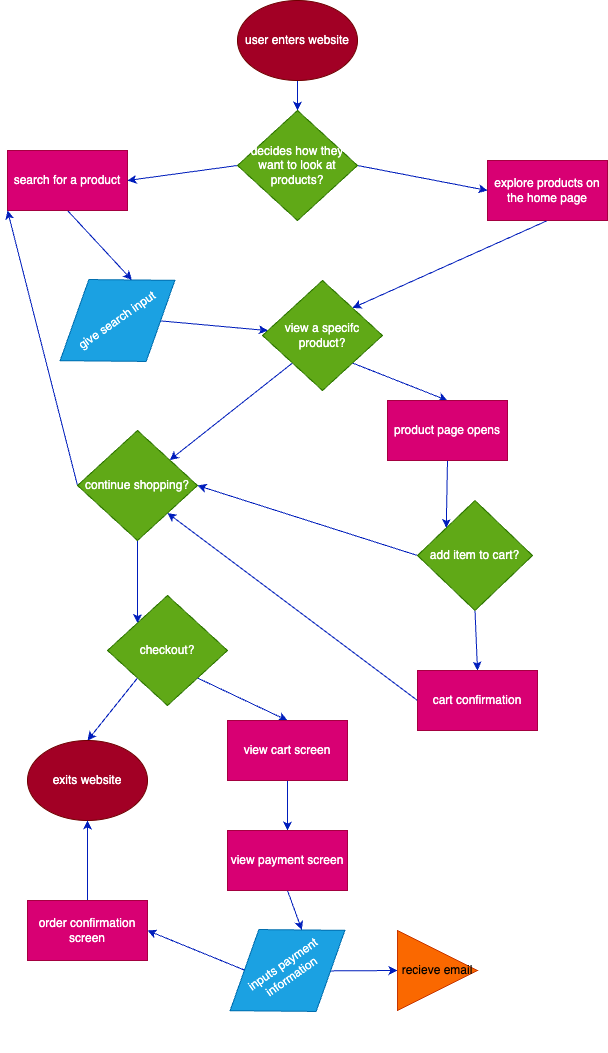 user enters website
decides how they
want to look at
products?
search for a product
explore products on
the home page
give search input
view a specifc
product?
product page opens
continue shopping?
add item to cart?
checkout?
cart confirmation
view cart screen
exits website
view payment screen
order confirmation
screen
inputs payment
information
recieve email